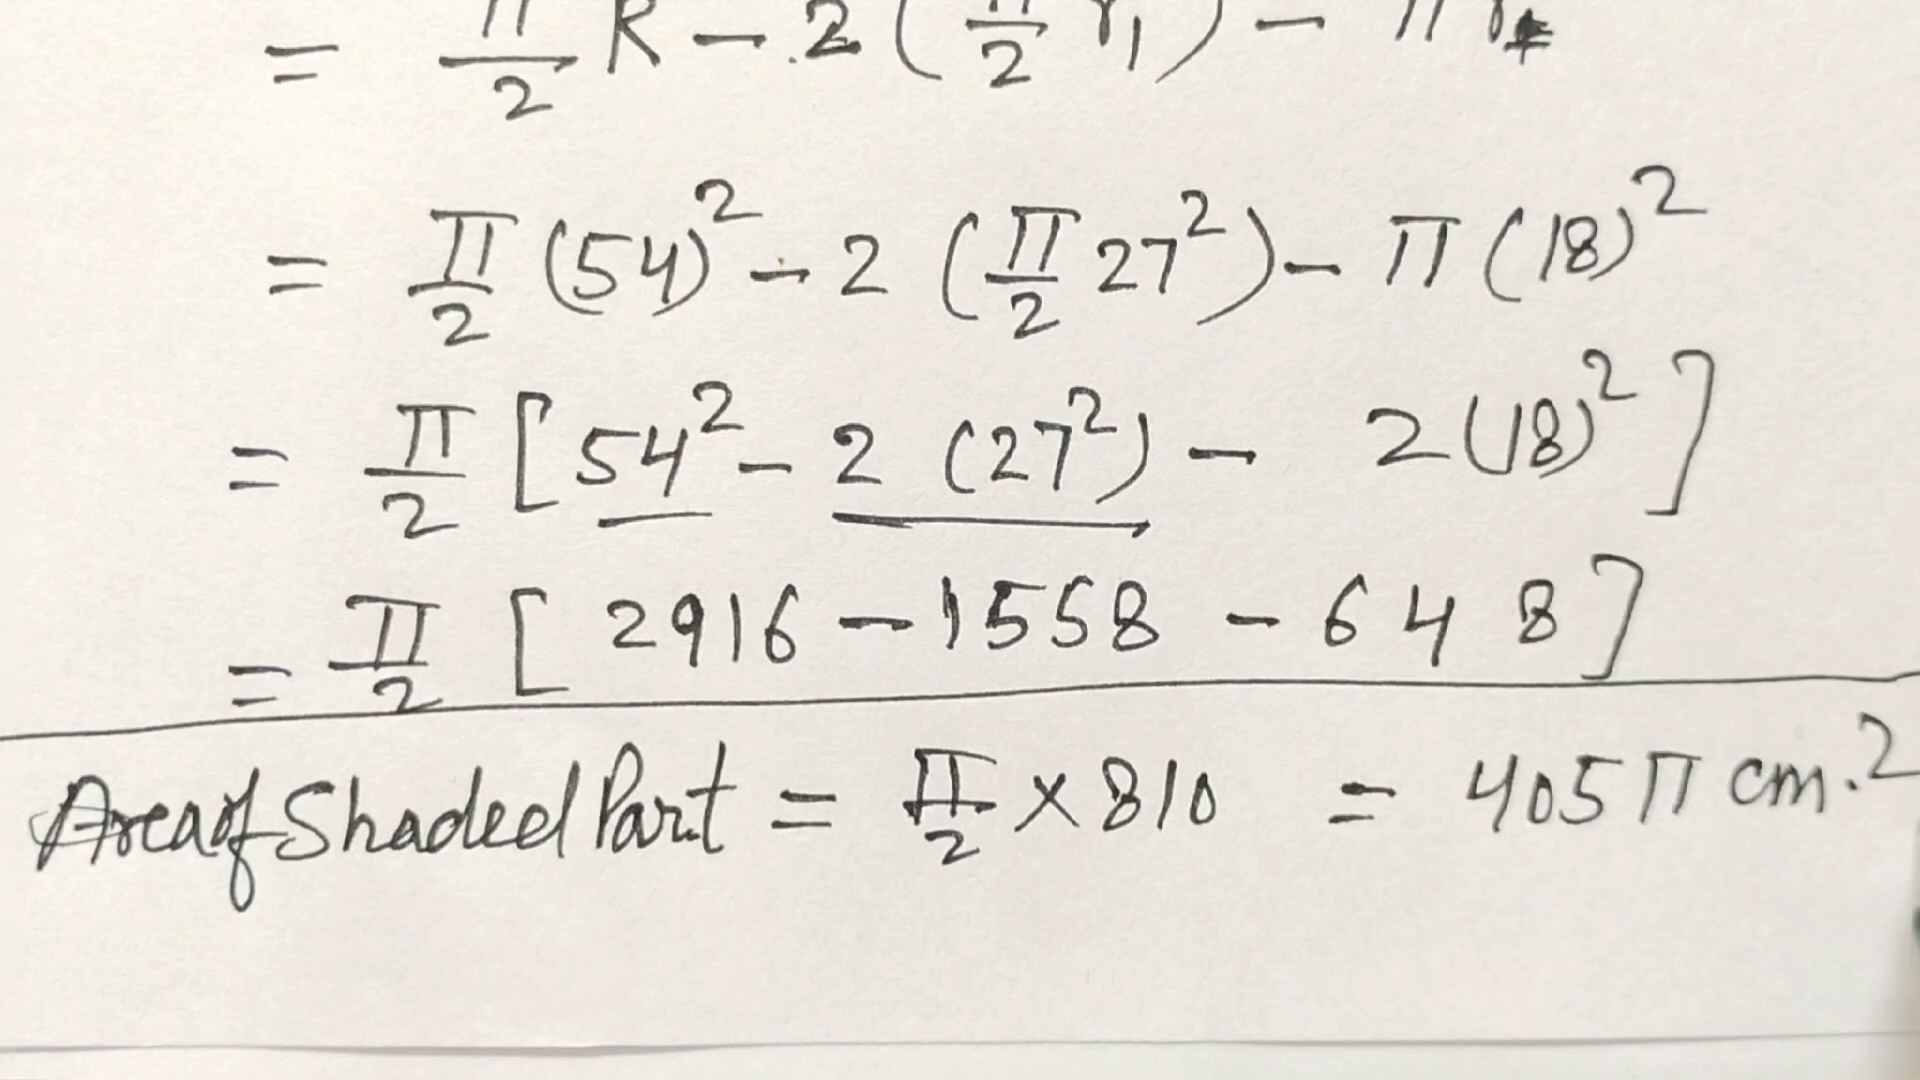 = π/2 R - 2(π/2 r₁) - π r
= π/2 (54)² - 2 (π/2 27²) - π (18)²
= π/2 [54² - 2 (27²) - 2(18)²]
= π/2 [2916 - 1558 - 648]
Area of Shaded Part = π/2 × 810 = 405 π cm.²